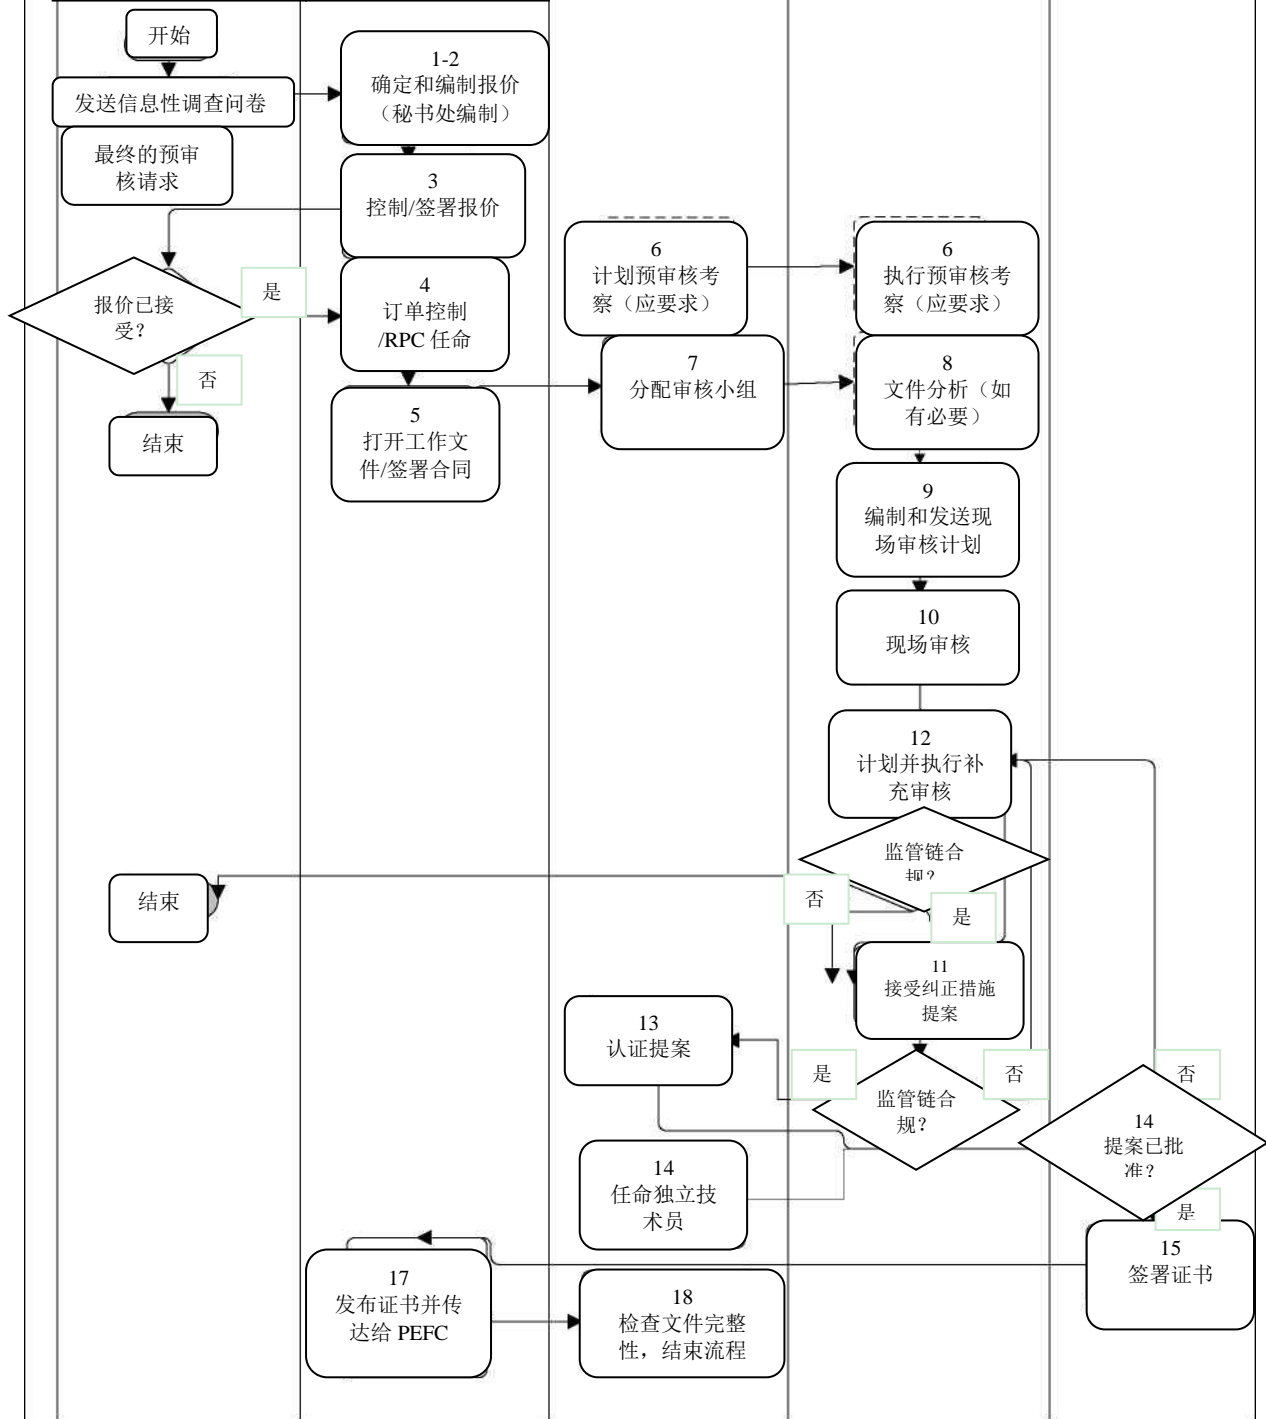 开始
发送信息性调查问卷
最终的预审
核请求
1-2
确定和编制报价
（秘书处编制）
3
控制/签署报价
报价已接
受？
是
否
结束
4
订单控制
/RPC 任命
5
打开工作文
件/签署合同
6
计划预审核考
察（应要求）
6
执行预审核考
察（应要求）
7
分配审核小组
8
文件分析（如
有必要）
9
编制和发送现
场审核计划
10
现场审核
12
计划并执行补
充审核
监管链合
规？
否
是
结束
11
接受纠正措施
提案
13
认证提案
是
监管链合
规？
否
否
14
提案已批
准？
是
14
任命独立技
术员
15
签署证书
17
发布证书并传
达给 PEFC
18
检查文件完整
性，结束流程